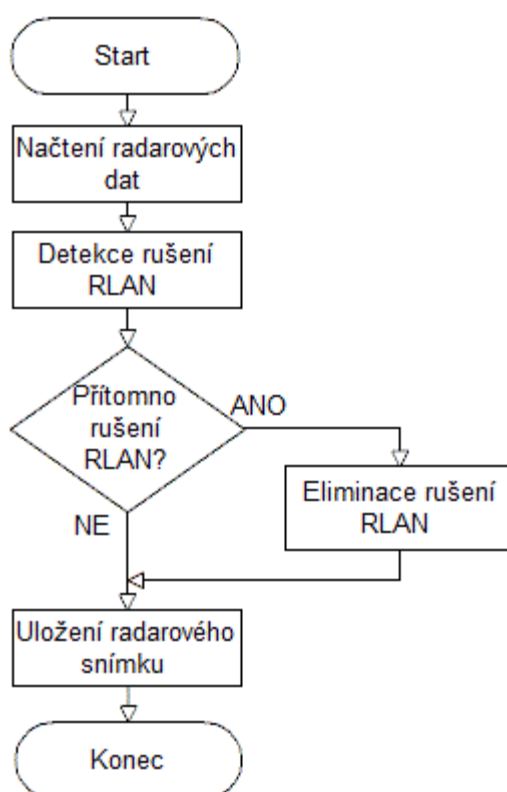 Start
Načtení radarových
dat
Detekce rušení
RLAN
Přítomno
rušení
RLAN?
ANO
NE
Eliminace rušení
RLAN
Uložení radarového
snímku
Konec